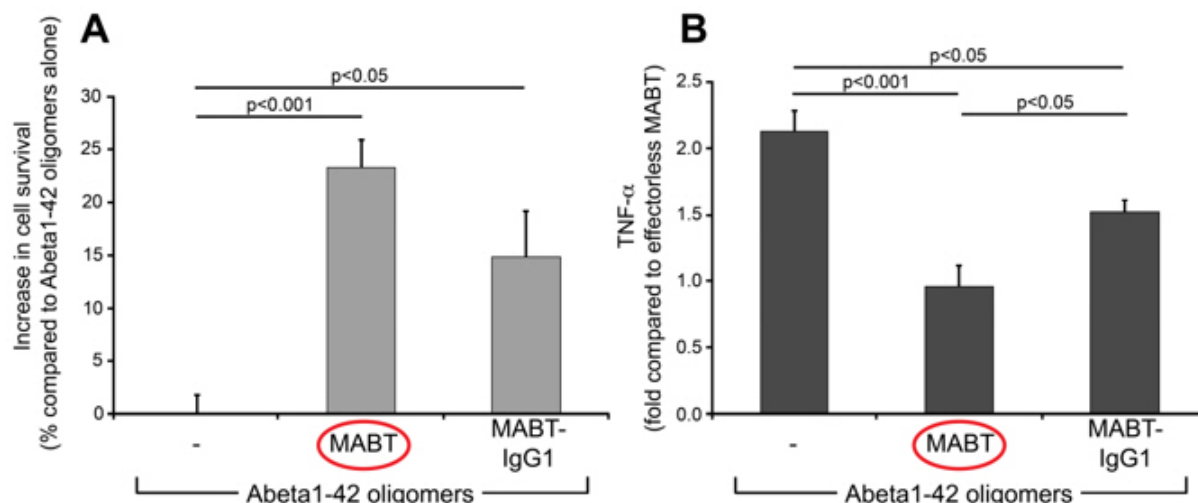 A
Increase in cell survival
(% compared to Abeta1-42 oligomers alone)
30
25
20
15
10
5
0
p<0.05
p<0.001
-
MABT
MABT-
IgG1
Abeta1-42 oligomers
B
TNF-α
(fold compared to effectorless MABT)
2.5
2.0
1.5
1.0
0.5
0.0
p<0.05
p<0.001
p<0.05
-
MABT
MABT-
IgG1
Abeta1-42 oligomers